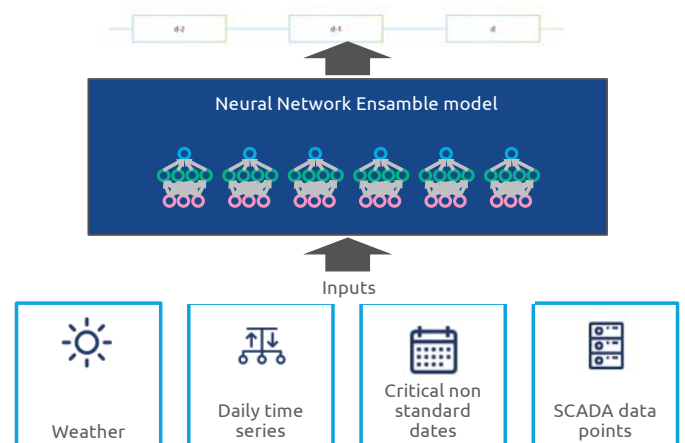 d-2 d-1 d
Neural Network Ensamble model
Inputs
Weather
Daily time
series
Critical non
standard
dates
SCADA data
points